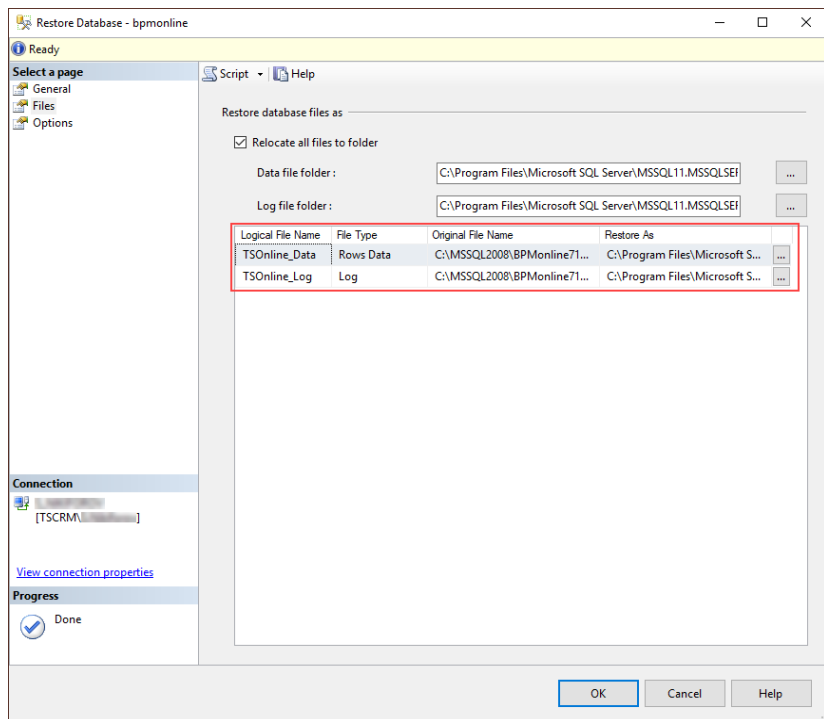 Restore Database - bpmonline
Ready
Select a page
General
Files
Options
Script Help
Restore database files as
Relocate all files to folder
Data file folder :
C:\Program Files\Microsoft SQL Server\MSSQL11.MSSQLSEF
...
Log file folder :
C:\Program Files\Microsoft SQL Server\MSSQL11.MSSQLSEF
...
Logical File Name File Type Original File Name Restore As
TSOnline_Data Rows Data C:\MSSQL2008\BPMonline71... C:\Program Files\Microsoft S... ...
TSOnline_Log Log C:\MSSQL2008\BPMonline71... C:\Program Files\Microsoft S... ...
Connection
[TSCRM\ ]
View connection properties
Progress
Done
OK Cancel Help